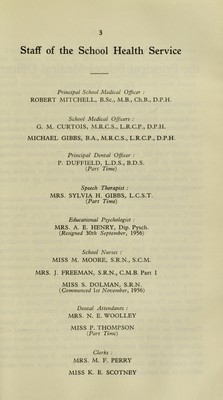 3
Staff of the School Health Service
Principal School Medical Officer :
ROBERT MITCHELL, B.Sc., M.B., Ch.B., D.P.H.
School Medical Officers :
G. M. CURTOIS, M.R.C.S., L.R.C.P., D.P.H.
MICHAEL GIBBS, B.A., M.R.C.S., L.R.C.P., D.P.H.
Principal Dental Officer :
P. DUFFIELD, L.D.S., B.D.S.
(Part Time)
Speech Therapist :
MRS. SYLVIA H. GIBBS, L.C.S.T.
(Part Time)
Educational Psychologist :
MRS. A. E. HENRY, Dip. Pysch.
(Resigned 30th September, 1956)
School Nurses :
MISS M. MOORE, S.R.N., S.C.M.
MRS. J. FREEMAN, S.R.N., C.M.B. Part 1
MISS S. DOLMAN, S.R.N.
(Commenced 1st November, 1956)
Dental Attendants :
MRS. N. E. WOOLLEY
MISS P. THOMPSON
(Part Time)
Clerks :
MRS. M. F. PERRY
MISS K. E. SCOTNEY